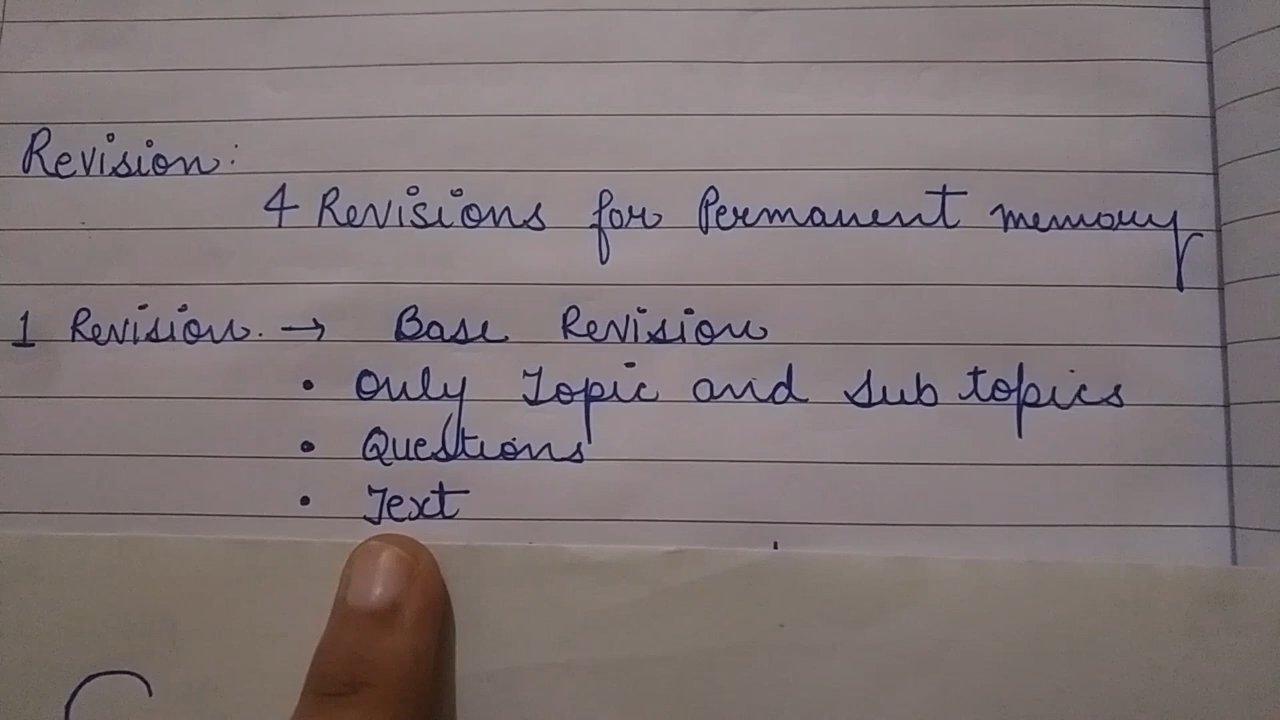 Revision:
4 Revisions for Permanent memory
1 Revision. → Base Revision
• Only Topic and Sub topics
• Questions
• Text